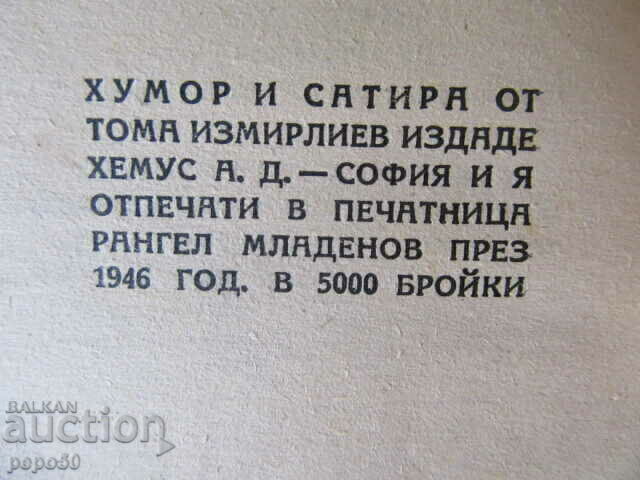 ХУМОР И САТИРА ОТ
ТОМА ИЗМИРЛИЕВ ИЗДАДЕ
ХЕМУС А. Д. — СОФИЯ И Я
ОТПЕЧАТИ В ПЕЧАТНИЦА
РАНГЕЛ МЛАДЕНОВ ПРЕЗ
1946 ГОД. В 5000 БРОЙКИ
BALKAN
auction
popo50